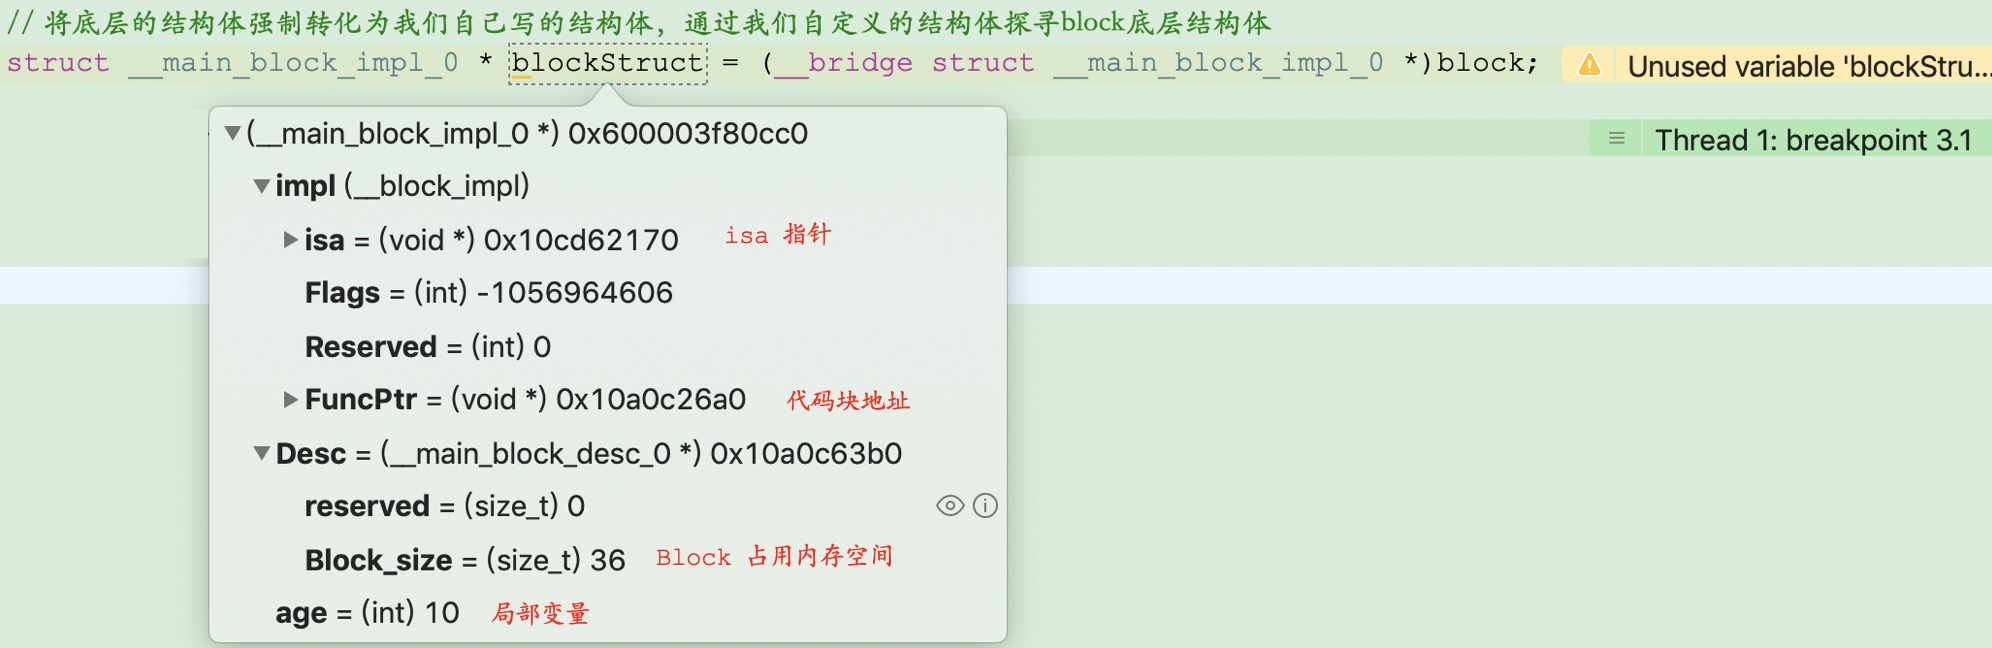 // 将底层的结构体强制转化为我们自己写的结构体，通过我们自定义的结构体探寻block底层结构体
struct __main_block_impl_0 * blockStruct = (__bridge struct __main_block_impl_0 *)block; Unused variable 'blockStru...
(__main_block_impl_0 *) 0x600003f80cc0
Thread 1: breakpoint 3.1
impl (__block_impl)
isa = (void *) 0x10cd62170 isa 指针
Flags = (int) -1056964606
Reserved = (int) 0
FuncPtr = (void *) 0x10a0c26a0 代码块地址
Desc = (__main_block_desc_0 *) 0x10a0c63b0
reserved = (size_t) 0
Block_size = (size_t) 36 Block 占用内存空间
age = (int) 10 局部变量